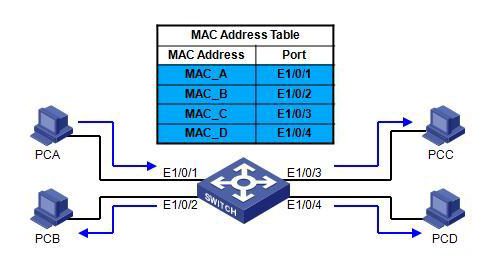 MAC Address Table
MAC Address Port
MAC_A E1/0/1
MAC_B E1/0/2
MAC_C E1/0/3
MAC_D E1/0/4
PCA
PCC
E1/0/1
E1/0/3
SWITCH
E1/0/2
E1/0/4
PCB
PCD